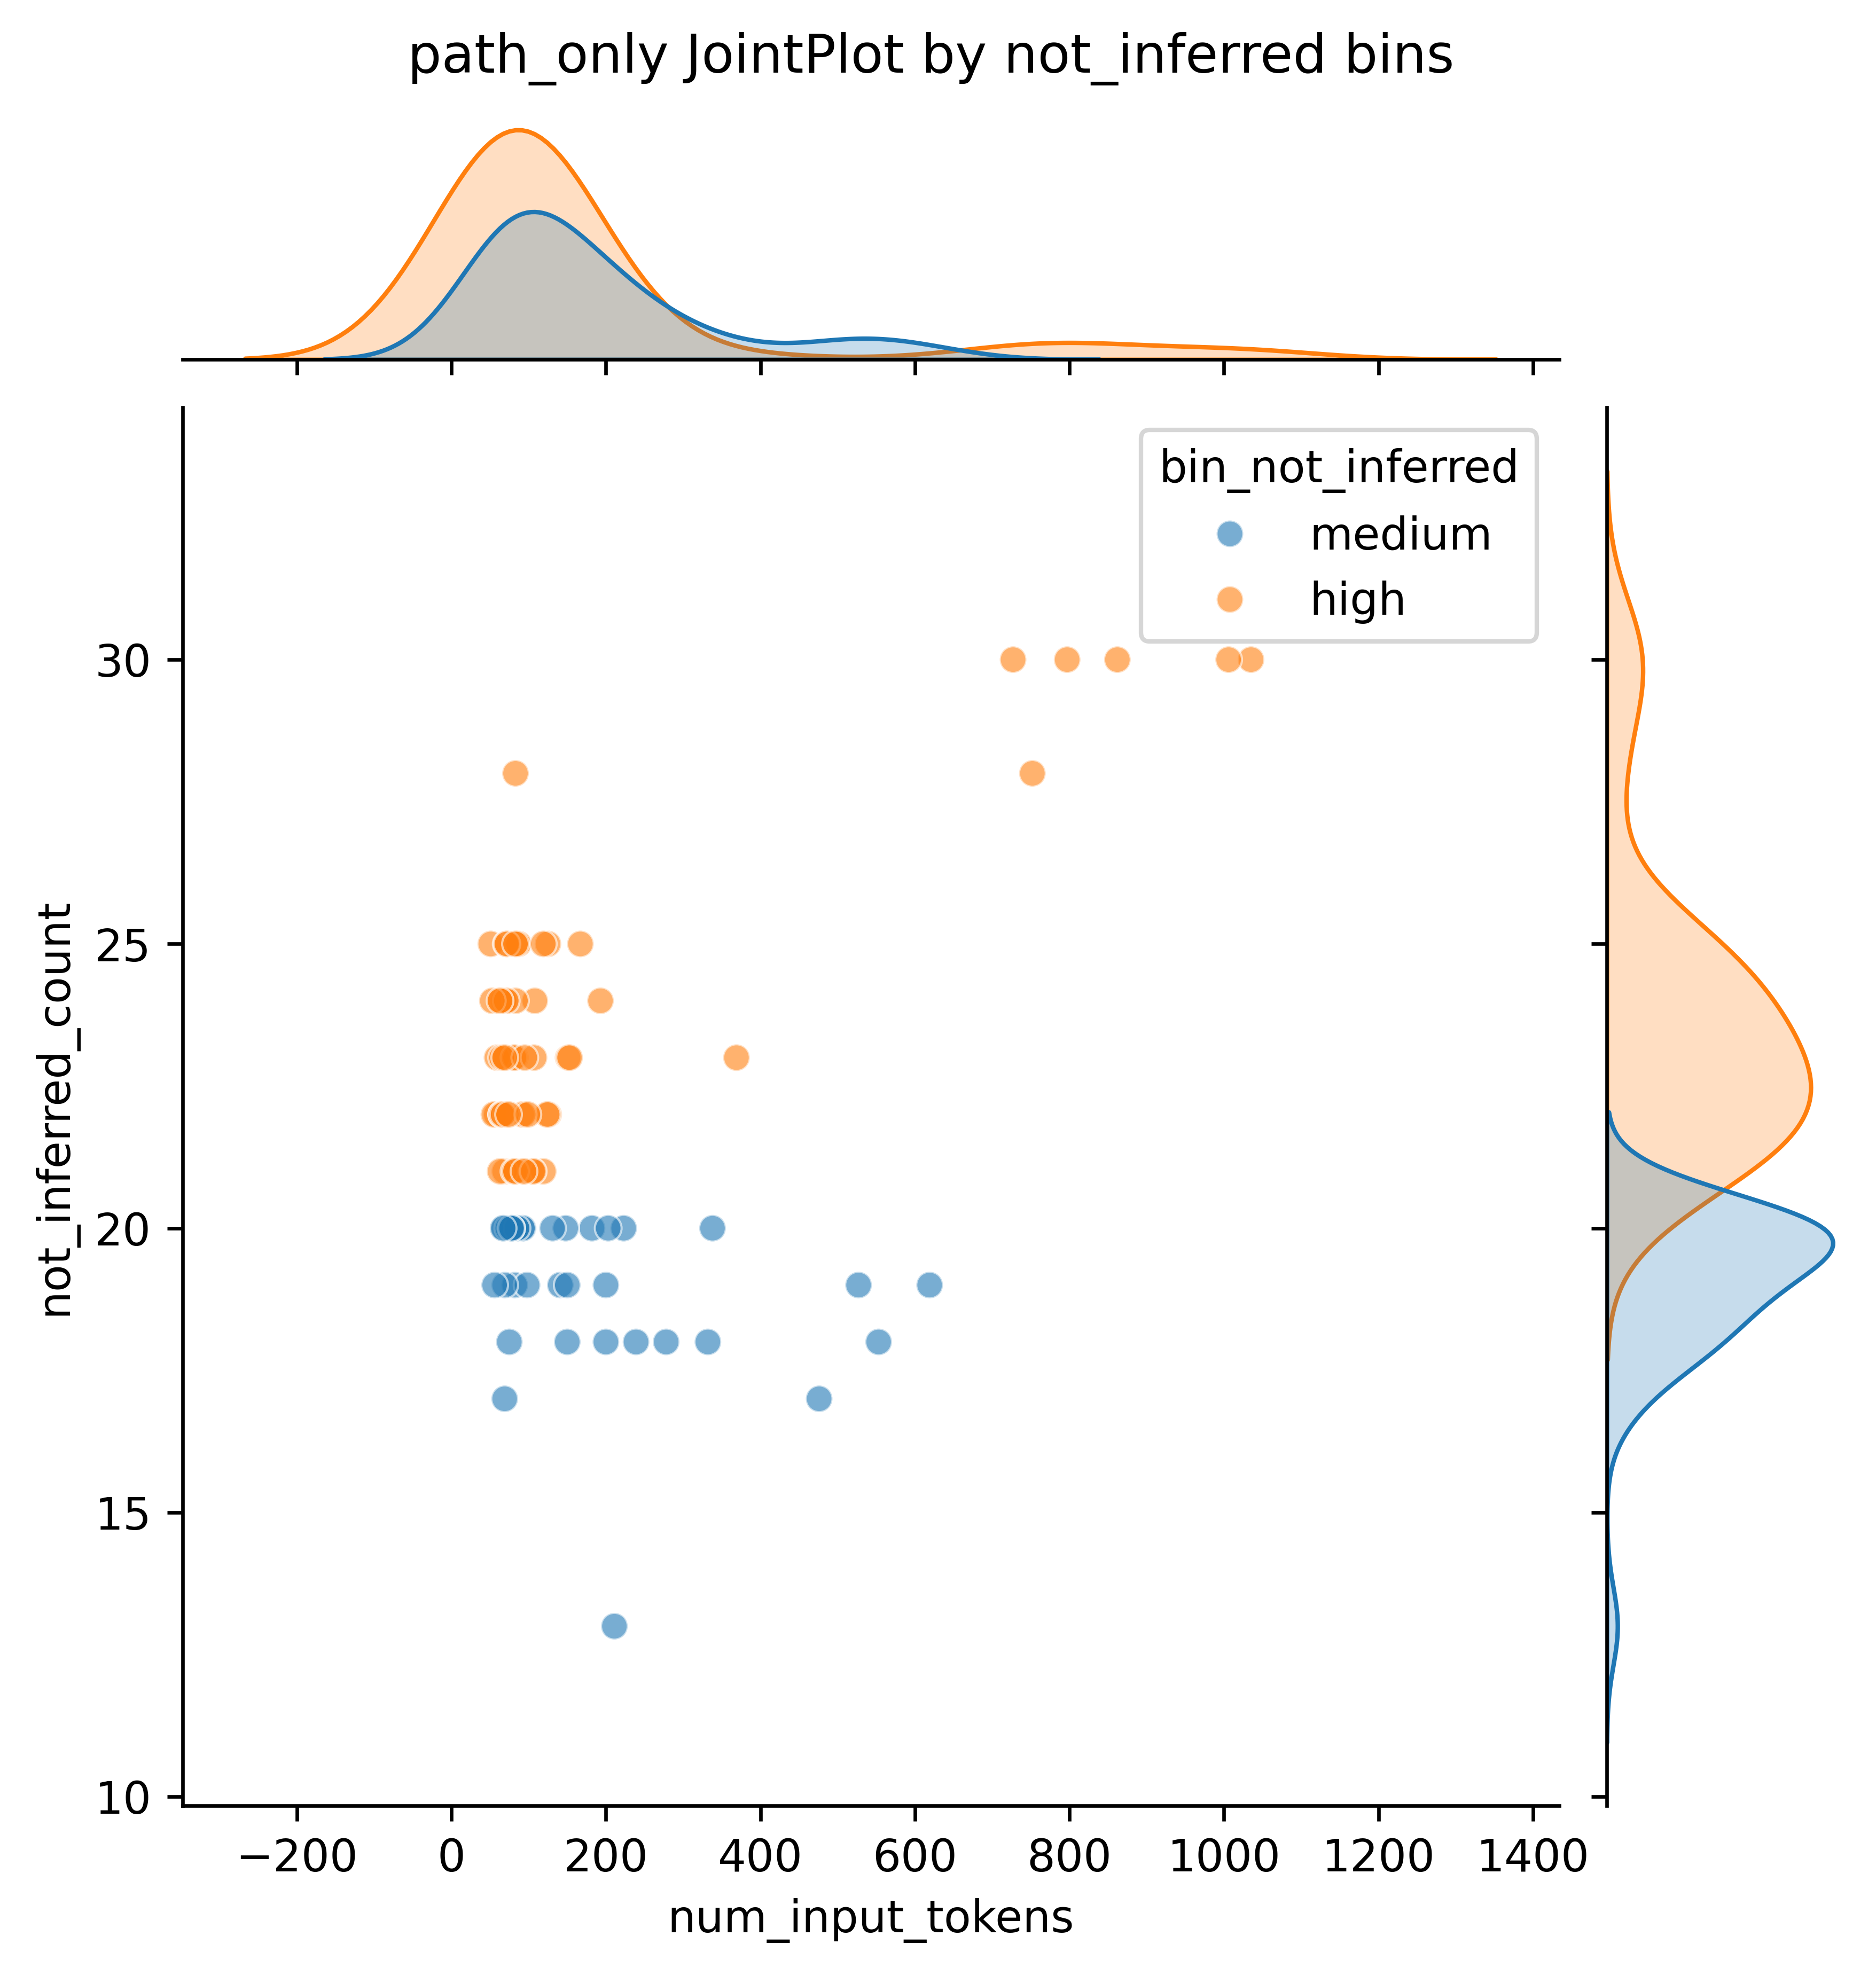 path_only JointPlot by not_inferred bins
bin_not_inferred
medium
high
30
25
20
15
10
not_inferred_count
−200 0 200 400 600 800 1000 1200 1400
num_input_tokens